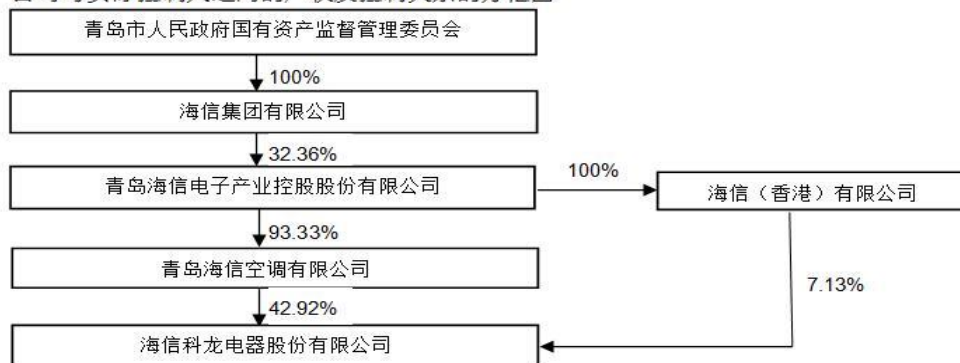 青岛市人民政府国有资产监督管理委员会
100%
海信集团有限公司
32.36%
青岛海信电子产业控股股份有限公司
100%
海信（香港）有限公司
93.33%
青岛海信空调有限公司
7.13%
42.92%
海信科龙电器股份有限公司